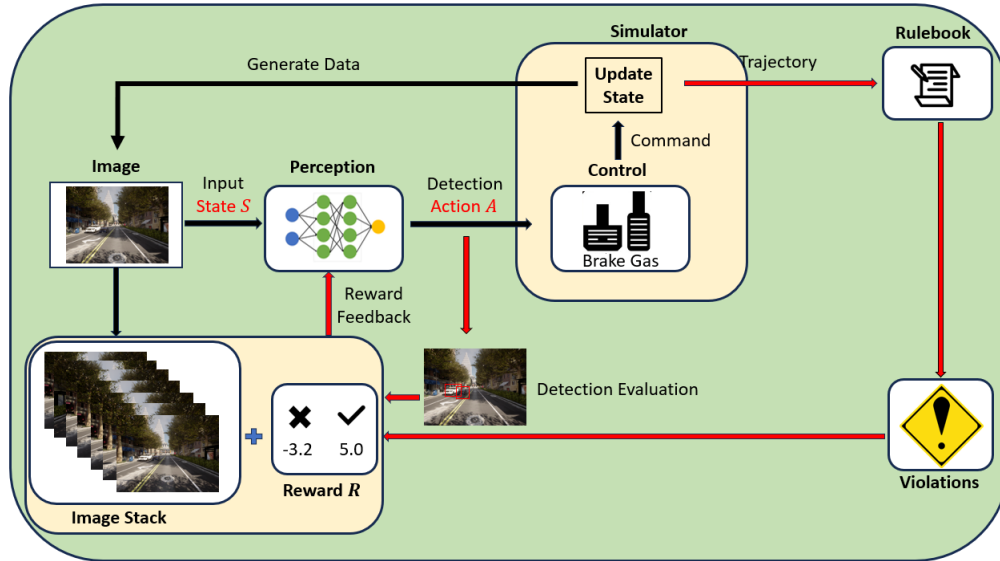 Simulator
Rulebook
Generate Data
Update
State
Trajectory
Image
Perception
Input
State S
Detection
Action A
Command
Control
Brake Gas
Reward
Feedback
Detection Evaluation
-3.2
5.0
Reward R
Image Stack
Violations